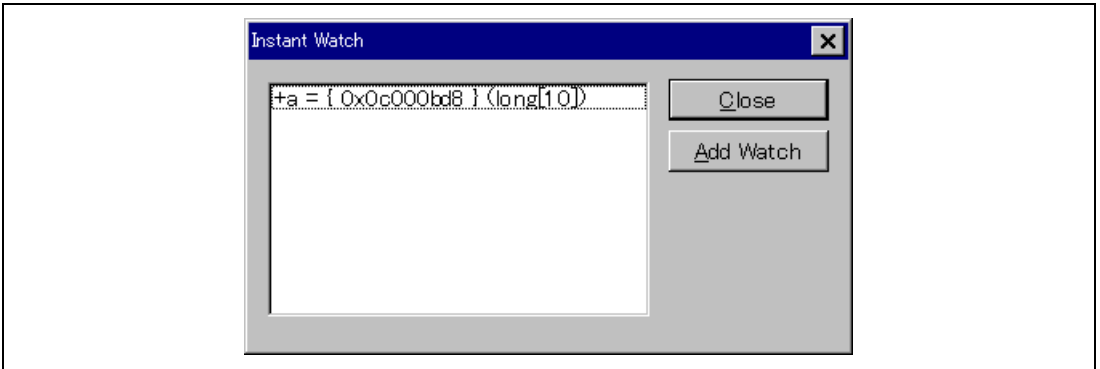 Instant Watch
+a = { 0x0c000bd8 } (long[10])
Close
Add Watch